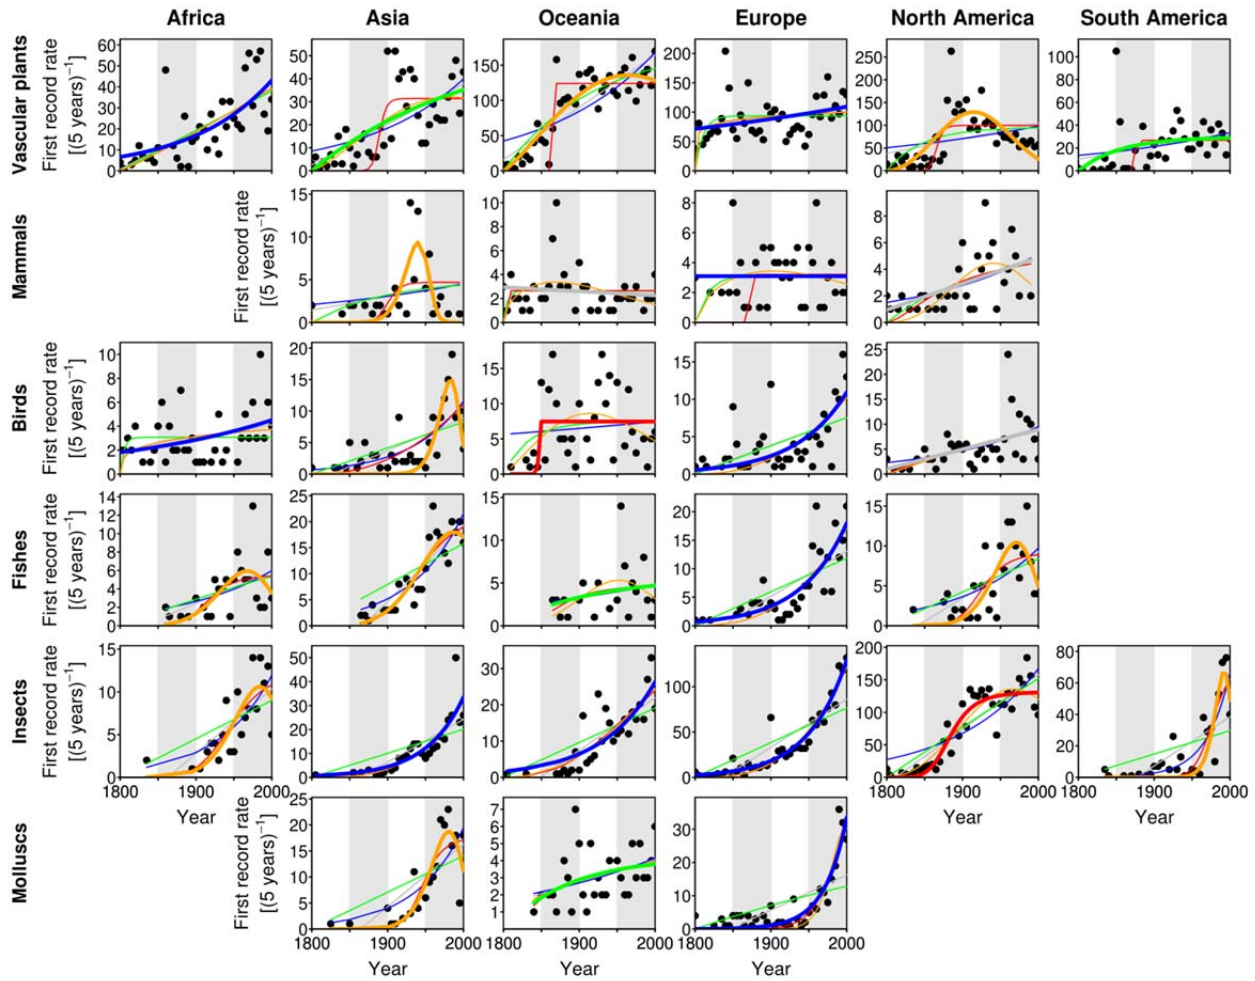 Africa Asia Oceania Europe North America South America
Vascular plants
First record rate
[(5 years)⁻¹]
60 50 40 30 20 10 0
50 40 30 20 10 0
150 100 50 0
200 150 100 50 0
250 200 150 100 50 0
100 80 60 40 20 0
Mammals
First record rate
[(5 years)⁻¹]
15 10 5 0
10 8 6 4 2 0
10 8 6 4 2 0
8 6 4 2 0
Birds
First record rate
[(5 years)⁻¹]
10 8 6 4 2 0
20 15 10 5 0
15 10 5 0
15 10 5 0
25 20 15 10 5 0
Fishes
First record rate
[(5 years)⁻¹]
14 12 10 8 6 4 2 0
25 20 15 10 5 0
15 10 5 0
20 15 10 5 0
15 10 5 0
Insects
First record rate
[(5 years)⁻¹]
15 10 5 0
50 40 30 20 10 0
30 20 10 0
100 50 0
200 150 100 50 0
80 60 40 20 0
1800 1900 2000
Year
1800 1900 2000
Year
1800 1900 2000
Year
Molluscs
First record rate
[(5 years)⁻¹]
25 20 15 10 5 0
7 6 5 4 3 2 1
30 20 10 0
1800 1900 2000
Year
1800 1900 2000
Year
1800 1900 2000
Year